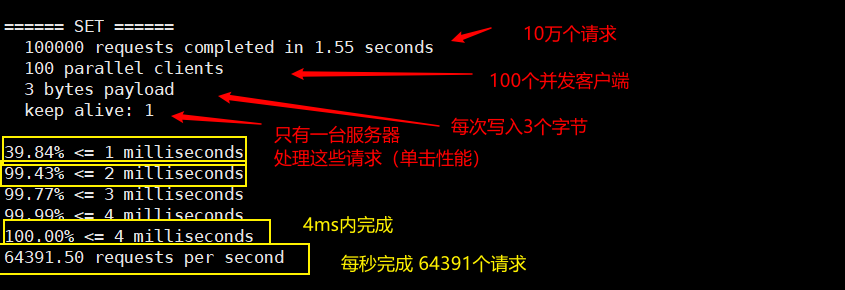 ====== SET ======
100000 requests completed in 1.55 seconds
10万个请求
100 parallel clients
100个并发客户端
3 bytes payload
每次写入3个字节
keep alive: 1
只有一台服务器
处理这些请求（单击性能）
39.84% <= 1 milliseconds
99.43% <= 2 milliseconds
99.77% <= 3 milliseconds
99.99% <= 4 milliseconds
100.00% <= 4 milliseconds
4ms内完成
64391.50 requests per second
每秒完成 64391个请求